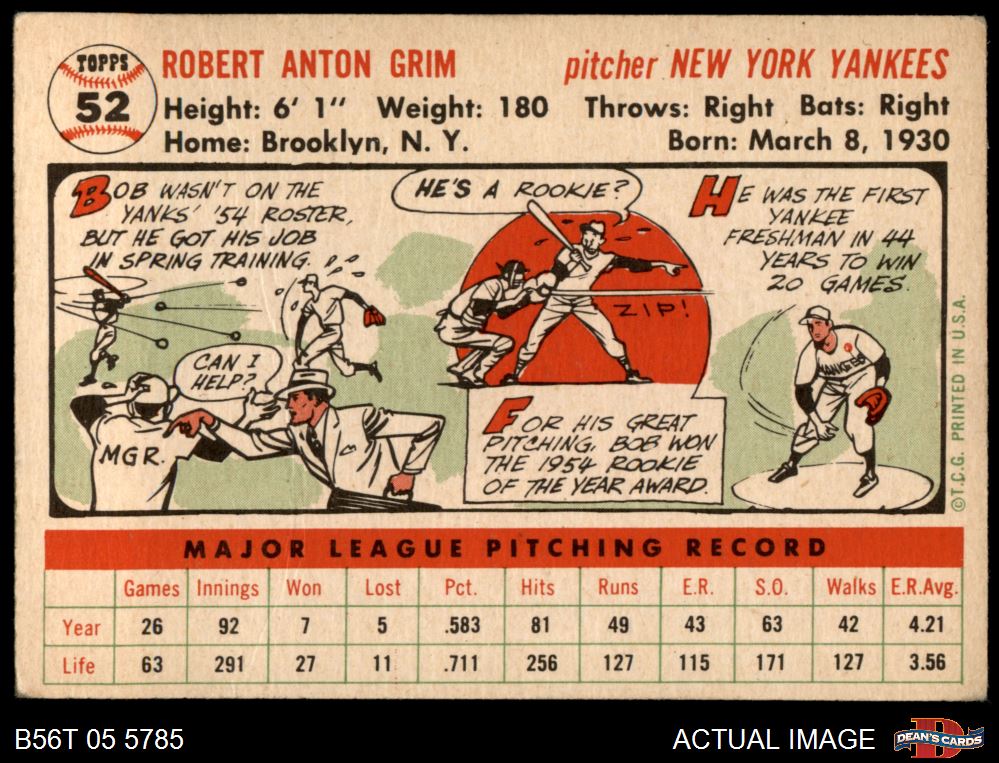 TOPPS
52
ROBERT ANTON GRIM pitcher NEW YORK YANKEES
Height: 6' 1" Weight: 180 Throws: Right Bats: Right
Home: Brooklyn, N. Y. Born: March 8, 1930
BOB WASN'T ON THE
YANKS' '54 ROSTER,
BUT HE GOT HIS JOB
IN SPRING TRAINING.
CAN I
HELP?
MGR.
HE'S A ROOKIE?
ZIP!
FOR HIS GREAT
PITCHING, BOB WON
THE 1954 ROOKIE
OF THE YEAR AWARD.
HE WAS THE FIRST
YANKEE
FRESHMAN IN 44
YEARS TO WIN
20 GAMES.
YANKEES
©T.C.G. PRINTED IN U.S.A.
MAJOR LEAGUE PITCHING RECORD
Games Innings Won Lost Pct. Hits Runs E.R. S.O. Walks E.R.Avg.
Year 26 92 7 5 .583 81 49 43 63 42 4.21
Life 63 291 27 11 .711 256 127 115 171 127 3.56
B56T 05 5785 ACTUAL IMAGE DEAN'S CARDS